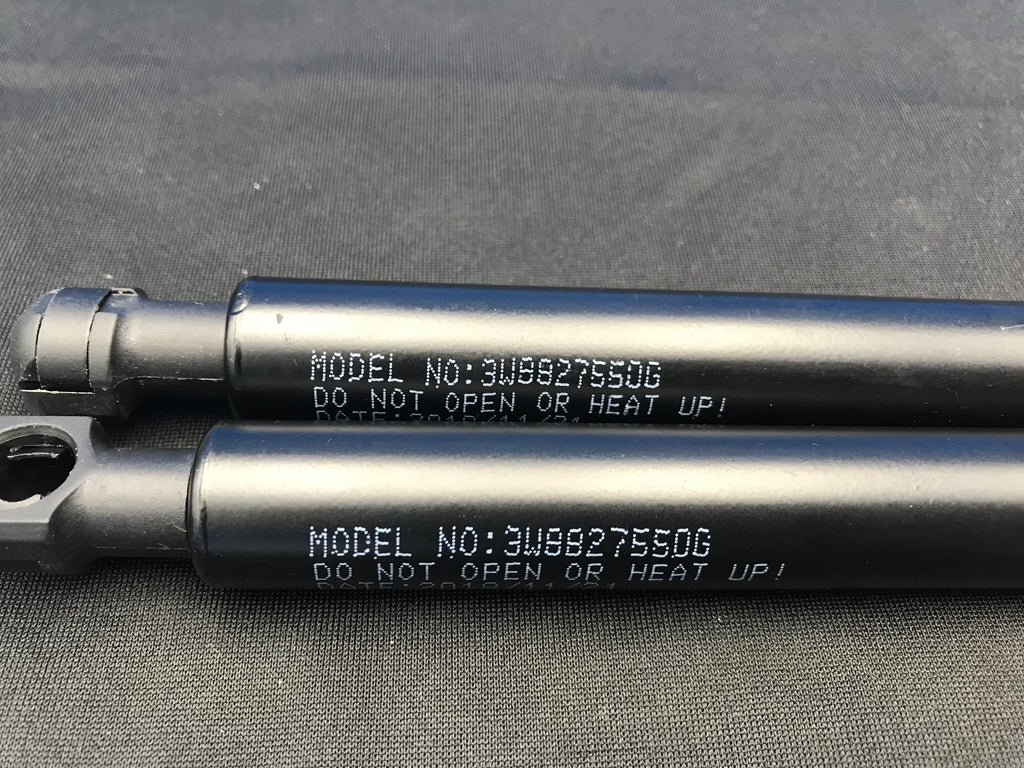 MODEL NO:3W8827550G
DO NOT OPEN OR HEAT UP!
MODEL NO:3W8827550G
DO NOT OPEN OR HEAT UP!